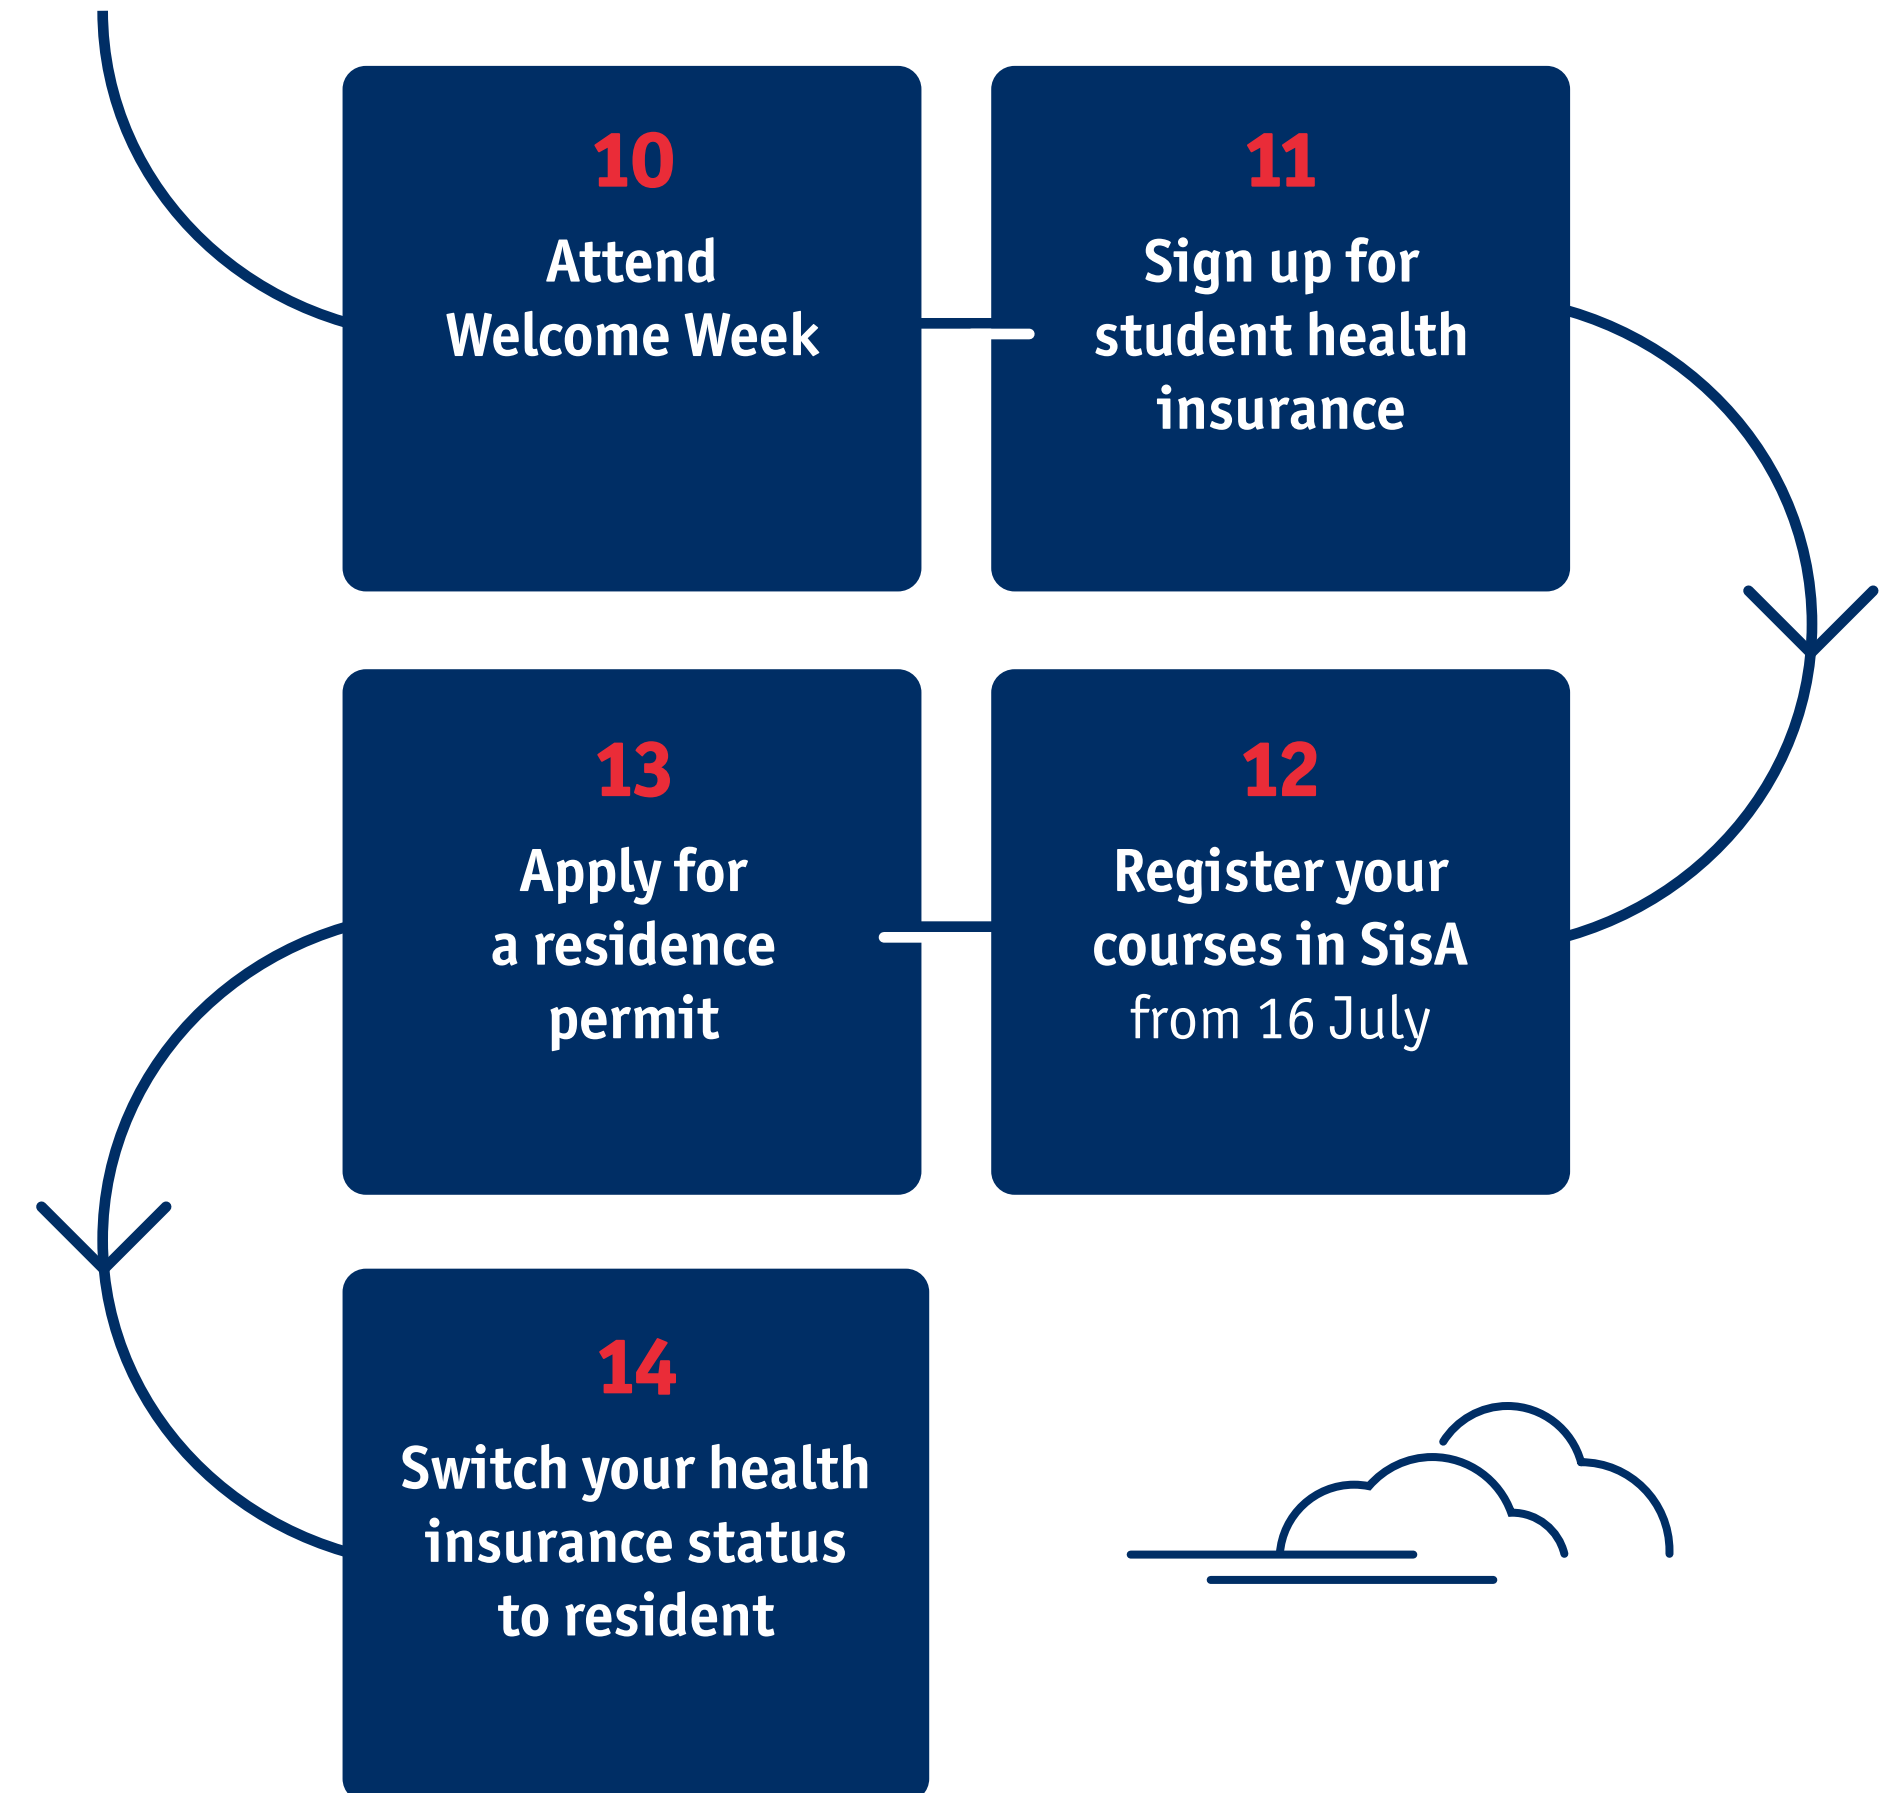 10
Attend
Welcome Week
11
Sign up for
student health
insurance
12
Register your
courses in SisA
from 16 July
13
Apply for
a residence
permit
14
Switch your health
insurance status
to resident